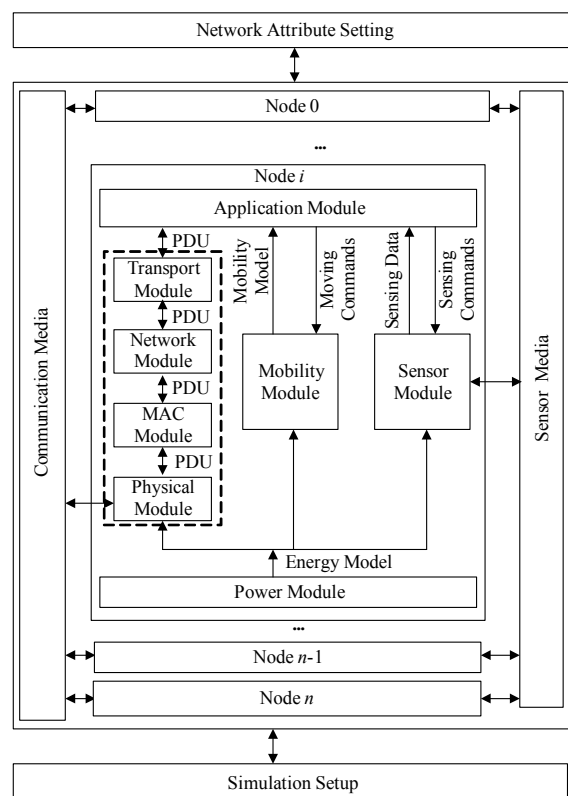 Network Attribute Setting
Node 0
...
Node i
Application Module
PDU
Transport
Module
PDU
Network
Module
PDU
MAC
Module
PDU
Physical
Module
Mobility
Model
Moving
Commands
Sensing Data
Sensing
Commands
Mobility
Module
Sensor
Module
Communication Media
Sensor Media
Energy Model
Power Module
...
Node n-1
Node n
Simulation Setup